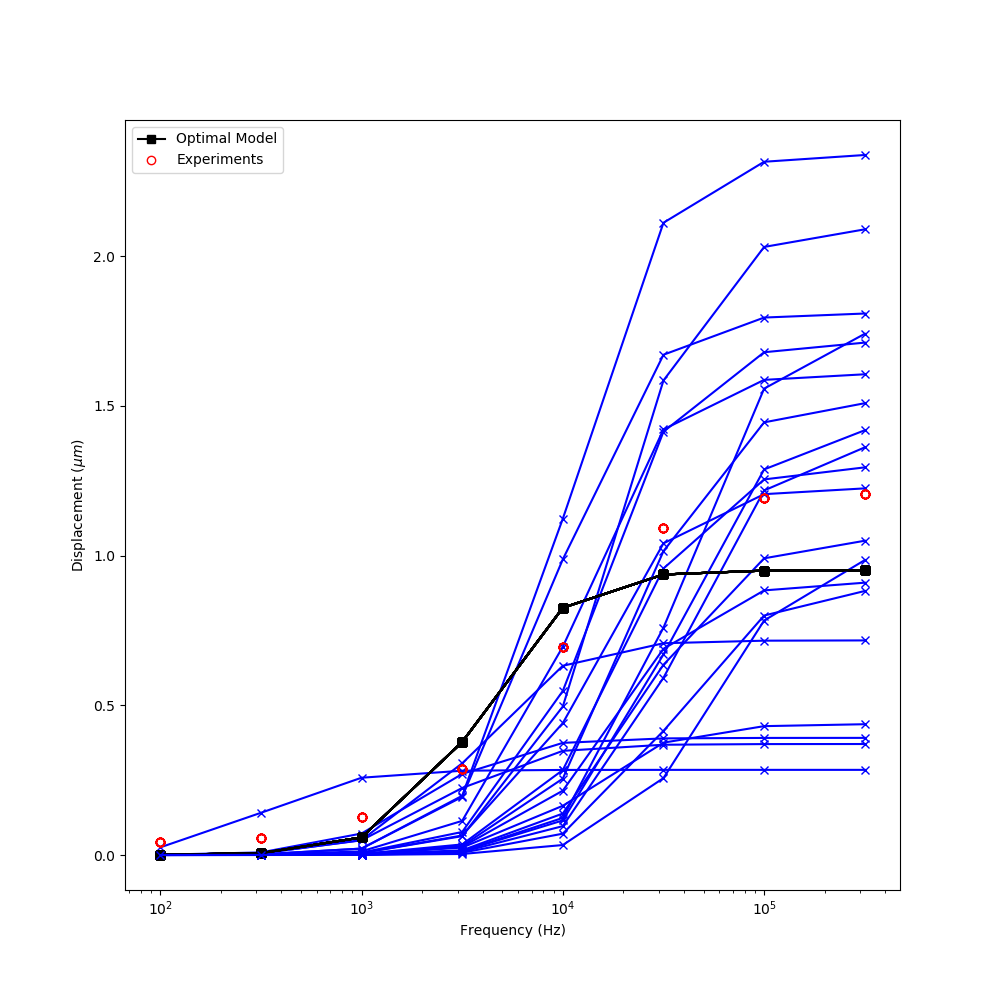 Optimal Model
Experiments
2.0
1.5
1.0
0.5
0.0
Displacement (μm)
10²
10³
10⁴
10⁵
Frequency (Hz)